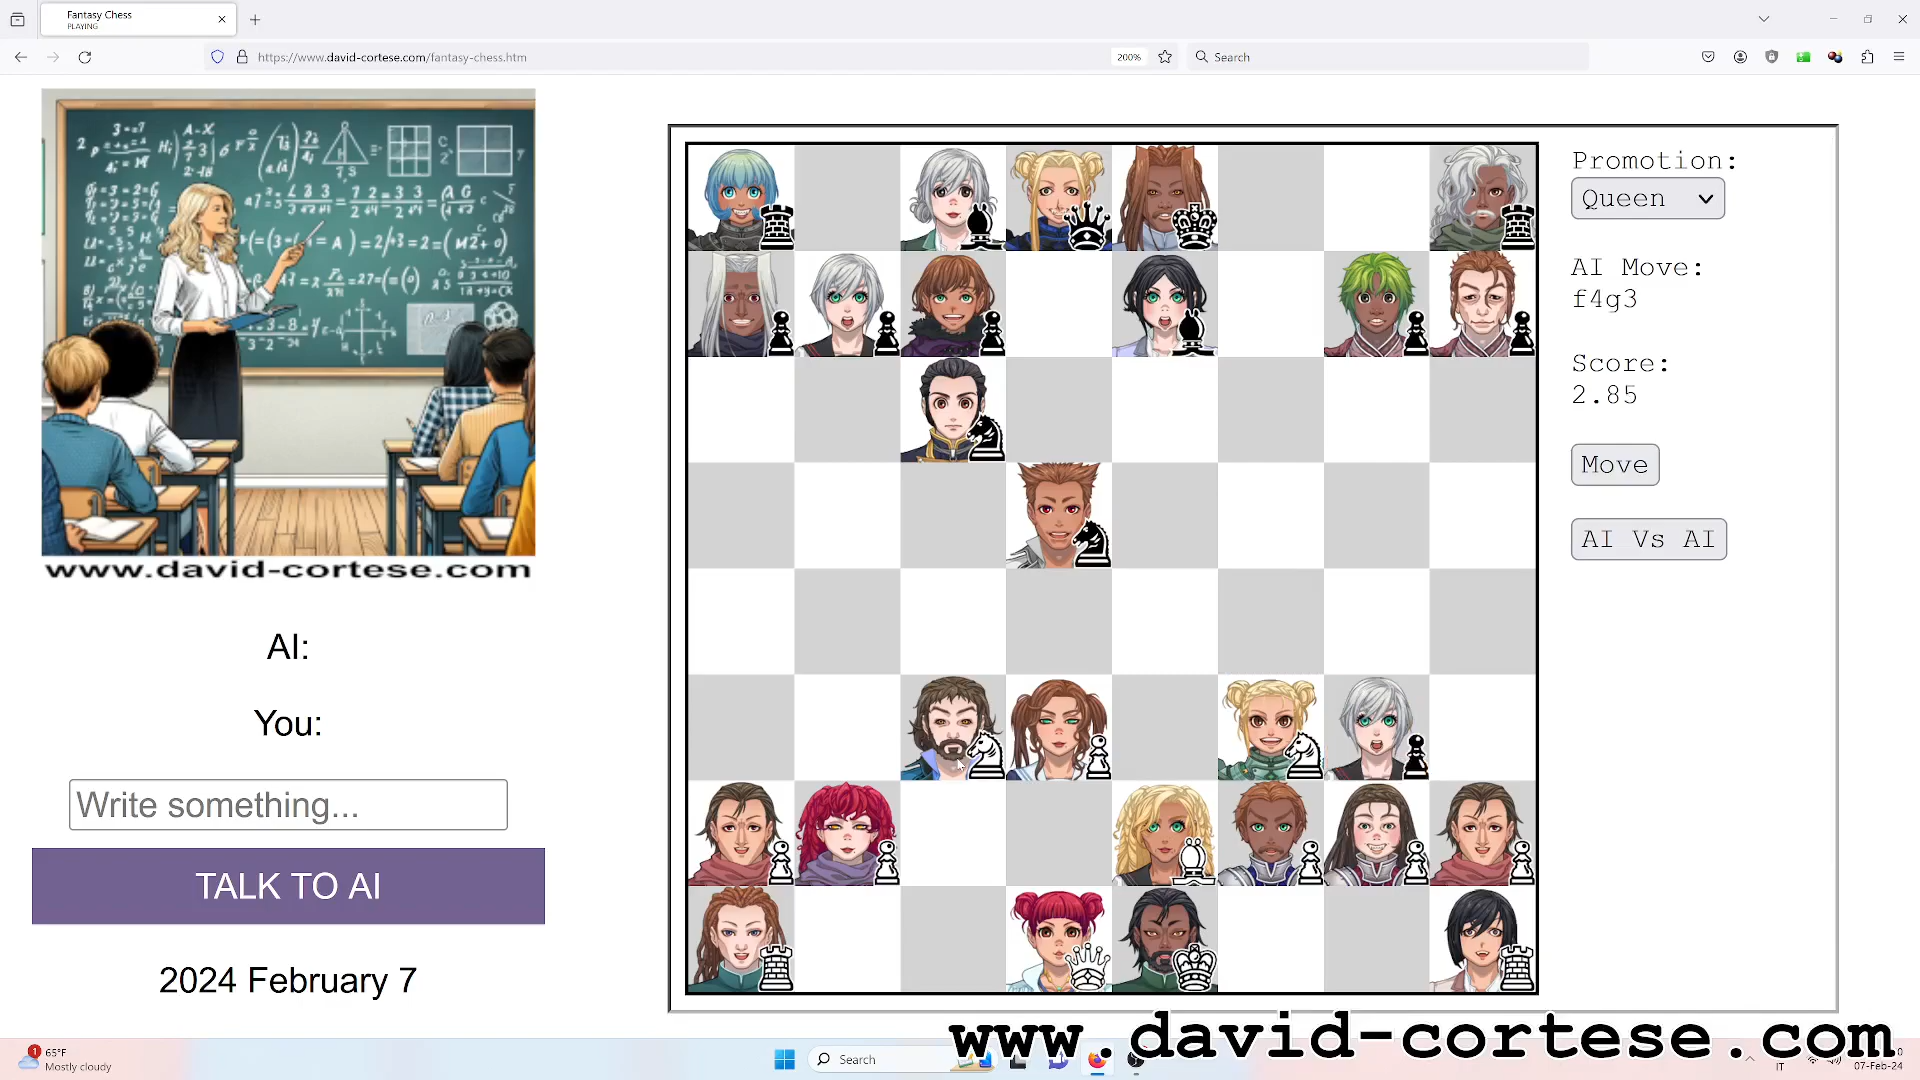 Fantasy Chess
PLAYING
https://www.david-cortese.com/fantasy-chess.htm
200%
Search
www.david-cortese.com
AI:
You:
Write something...
TALK TO AI
2024 February 7
Promotion:
Queen
AI Move:
f4g3
Score:
2.85
Move
AI Vs AI
www.david-cortese.com
1
65°F
Mostly cloudy
Search
IT
07-Feb-24